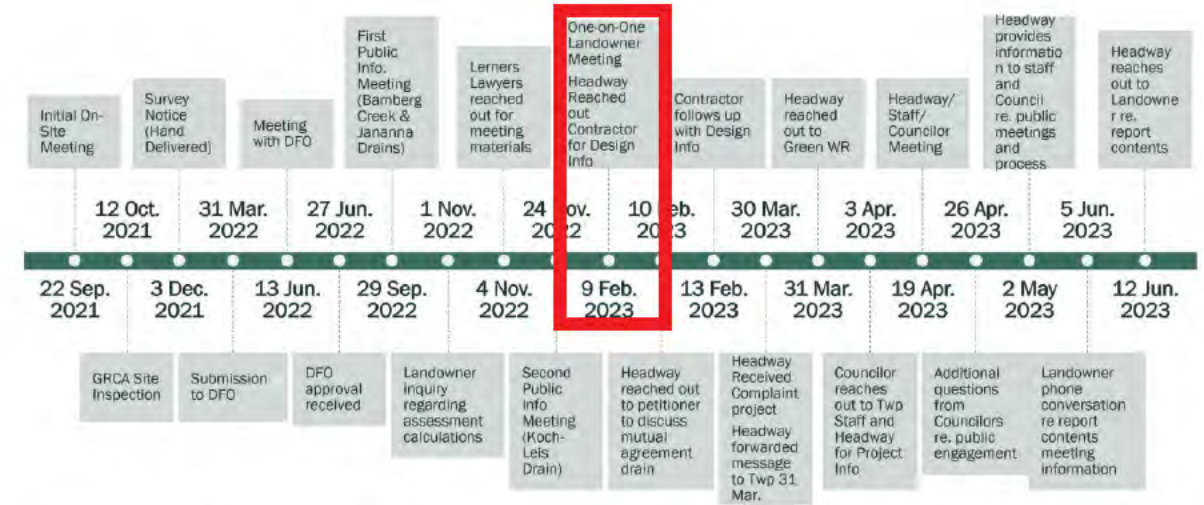 Initial On-
Site
Meeting
Survey
Notice
(Hand
Delivered)
Meeting
with DFO
First
Public
Info.
Meeting
(Bamberg
Creek &
Jananna
Drains)
Lerners
Lawyers
reached
out for
meeting
materials
One-on-One
Landowner
Meeting
Headway
Reached
out
Contractor
for Design
Info
Contractor
follows up
with Design
Info
Headway
reached
out to
Green WR
Headway/
Staff/
Councilor
Meeting
Headway
provides
informatio
n to staff
and
Council
re. public
meetings
and
process
Headway
reaches
out to
Landowne
r re.
report
contents
12 Oct.
2021
31 Mar.
2022
27 Jun.
2022
1 Nov.
2022
24 Nov.
2022
10 Feb.
2023
30 Mar.
2023
3 Apr.
2023
26 Apr.
2023
5 Jun.
2023
22 Sep.
2021
3 Dec.
2021
13 Jun.
2022
29 Sep.
2022
4 Nov.
2022
9 Feb.
2023
13 Feb.
2023
31 Mar.
2023
19 Apr.
2023
2 May
2023
12 Jun.
2023
GRCA Site
Inspection
Submission
to DFO
DFO
approval
received
Landowner
inquiry
regarding
assessment
calculations
Second
Public
Info
Meeting
(Koch-
Leis
Drain)
Headway
reached out
to petitioner
to discuss
mutual
agreement
drain
Headway
Received
Complaint
project
Headway
forwarded
message
to Twp 31
Mar.
Councilor
reaches
out to Twp
Staff and
Headway
for Project
Info
Additional
questions
from
Councilors
re. public
engagement
Landowner
phone
conversation
re report
contents
meeting
information